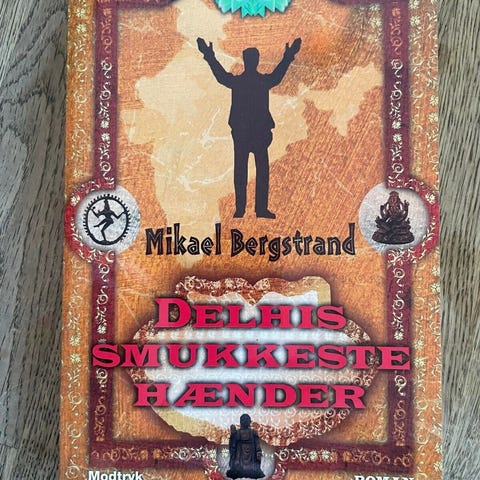 Mikael Bergstrand
DELHIS
SMUKKESTE
HÆNDER
Modtryk
ROMAN